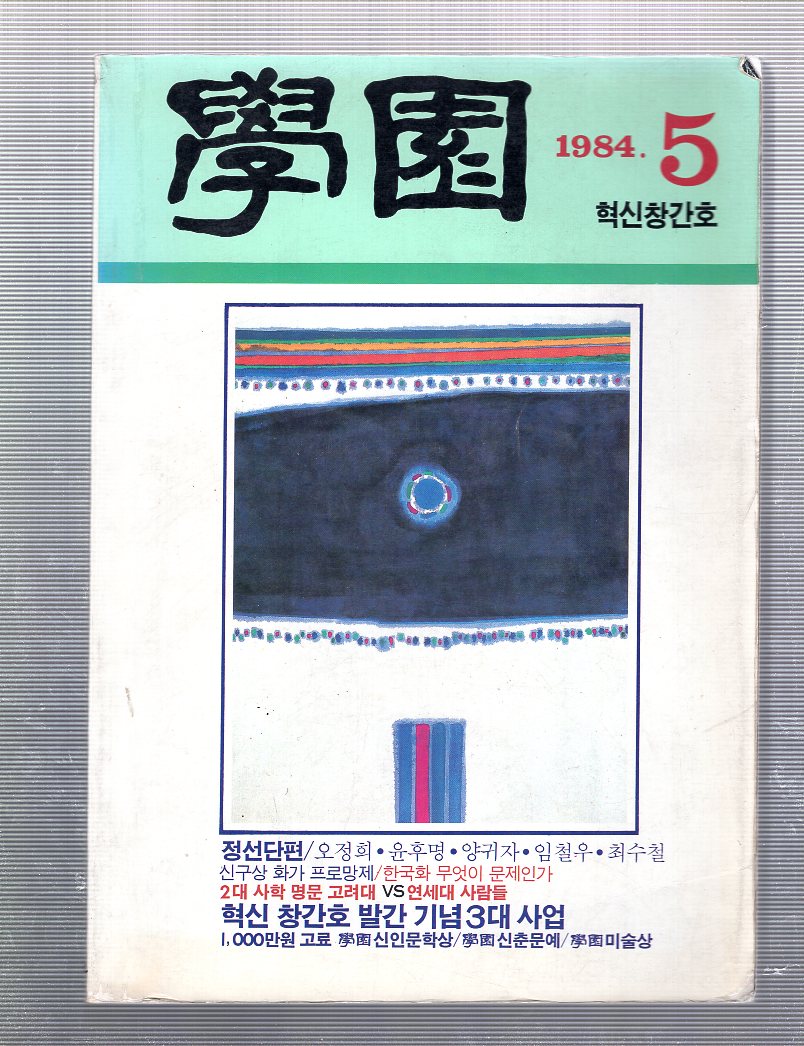 學園
1984. 5
혁신창간호
정선단편/오정희•윤후명•양귀자•임철우•최수철
신구상 화가 프로망제/한국화 무엇이 문제인가
2대 사학 명문 고려대 VS 연세대 사람들
혁신 창간호 발간 기념 3대 사업
1,000만원 고료 學園신인문학상/學園신춘문예/學園미술상